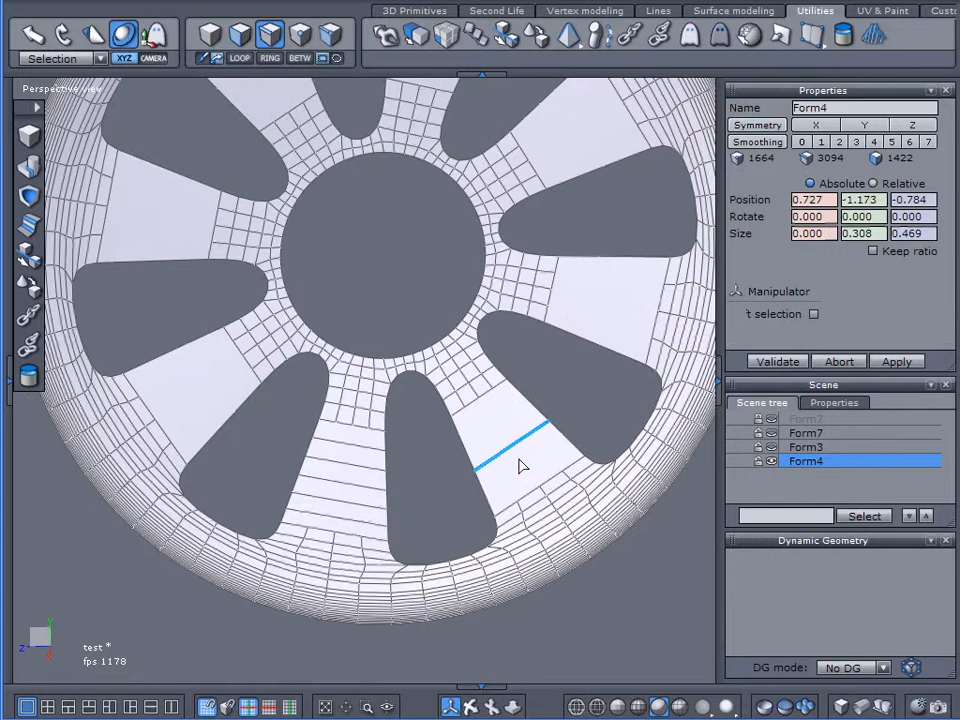 3D Primitives Second Life Vertex modeling Lines Surface modeling Utilities UV & Paint Cust
Selection XYZ CAMERA LOOP RING BETW
Perspective view
Properties
Name Form4
Symmetry X Y Z
Smoothing 0 1 2 3 4 5 6 7
1664 3094 1422
Absolute Relative
Position 0.727 -1.173 -0.784
Rotate 0.000 0.000 0.000
Size 0.000 0.308 0.469
Keep ratio
Manipulator
't selection
Validate Abort Apply
Scene
Scene tree Properties
Form2
Form7
Form3
Form4
Select
Dynamic Geometry
DG mode: No DG
Y
Z
X
test *
fps 1178